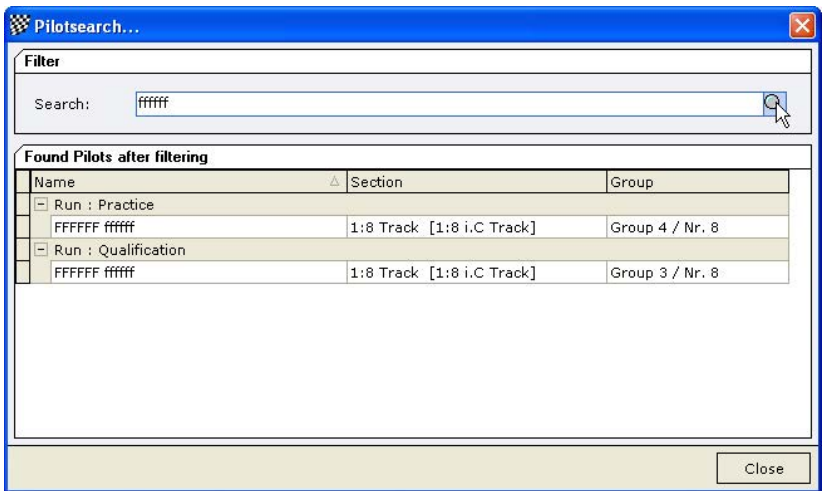 Pilotsearch...
Filter
Search: ffffff
Found Pilots after filtering
Name Section Group
Run : Practice
FFFFFF ffffff 1:8 Track [1:8 i.C Track] Group 4 / Nr. 8
Run : Qualification
FFFFFF ffffff 1:8 Track [1:8 i.C Track] Group 3 / Nr. 8
Close